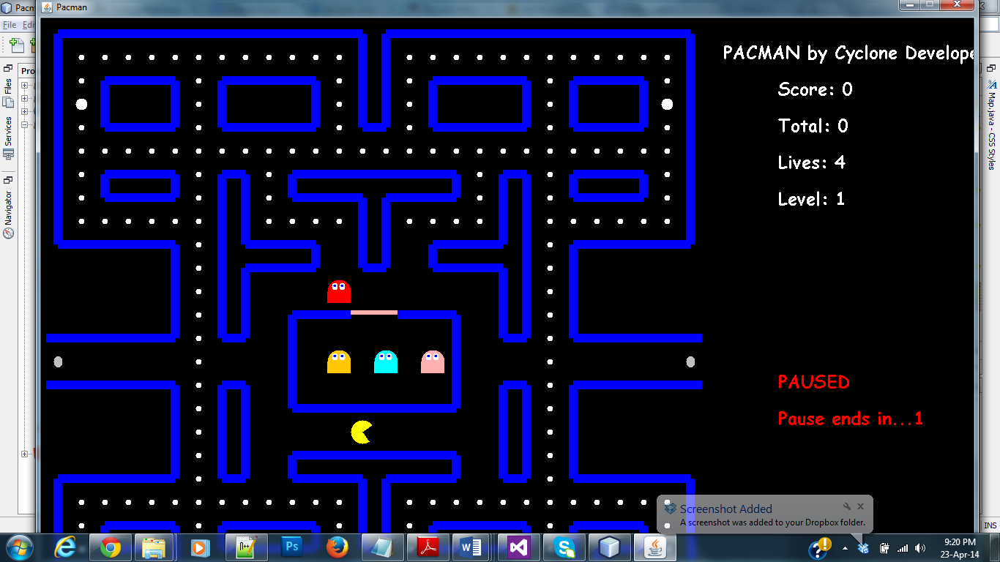 Pacm
Pacman
File Edi
Pro
Files
Services
Navigator
PACMAN by Cyclone Develope
Score: 0
Total: 0
Lives: 4
Level: 1
PAUSED
Pause ends in...1
Map.java - CSS Styles
Screenshot Added
A screenshot was added to your Dropbox folder.
INS
Ps
9:20 PM
23-Apr-14